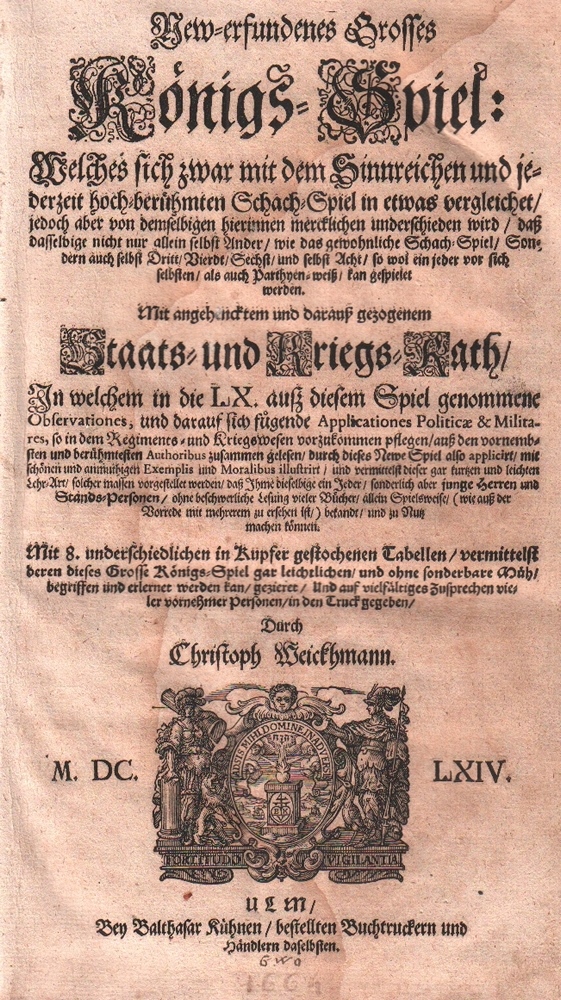 New-erfundenes Grosses
Königs-Spiel:
Welches sich zwar mit dem Sinnreichen und je-
derzeit hoch-berühmten Schach-Spiel in etwas vergleichet/
jedoch aber von demselbigen hierinnen mercklichen underschieden wird / daß
dasselbige nicht nur allein selbst Ander/ wie das gewohnliche Schach-Spiel/ Son-
dern auch selbst Dritt/ Vierdt/ Sechst/ und selbst Acht/ so wol ein jeder vor sich
selbsten/ als auch Parthyen-weiß/ kan gespielet
werden.
Mit angehencktem und darauß gezogenem
Staats- und Kriegs-Rath/
In welchem in die LX. auß diesem Spiel genommene
Observationes, und darauf sich fügende Applicationes Politicæ & Milita-
res, so in dem Regiments- und Kriegswesen vorzukommen pflegen/ auß den vornemb-
sten und berühmtesten Authoribus zusammen gelesen/ durch dieses Newe Spiel also applicirt/ mit
schönen und anmuthigen Exemplis und Moralibus illustrirt/ und vermittelst dieser gar kurtzen und leichten
Lehr-Art/ solcher massen vorgestellet werden/ daß Ihme dieselbige ein Jeder/ sonderlich aber junge Herren und
Stands-Personen/ ohne beschwerliche Lesung vieler Bücher/ allein Spielsweise/ (wie auß der
Vorrede mit mehrerem zu ersehen ist/) bekandt/ und zu Nutz
machen können.
Mit 8. underschiedlichen in Kupfer gestochenen Tabellen / vermittelst
deren dieses Grosse Königs-Spiel gar leichtlichen/ und ohne sonderbare Müh/
begriffen und erlernet werden kan/ gezieret / Und auf vielfältiges Zusprechen vie-
ler vornehmer Personen/ in den Truck gegeben/
Durch
Christoph Weickhmann.
M. DC. LXIV.
FORTITUDO VIGILANTIA
ULM/
Bey Balthasar Kühnen / bestellten Buchtruckern und
Händlern daselbsten.
1664